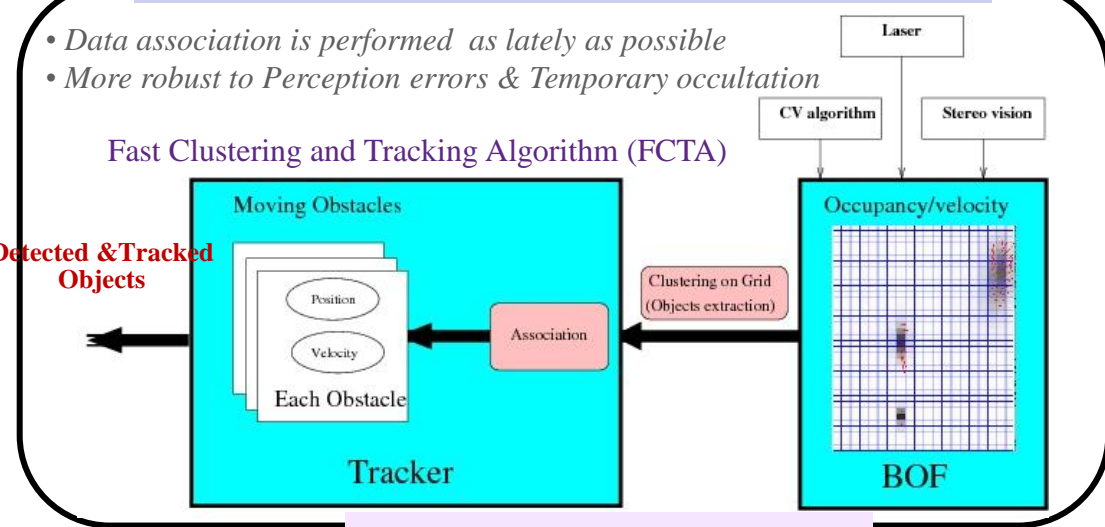 • Data association is performed as lately as possible
• More robust to Perception errors & Temporary occultation
Laser
CV algorithm
Stereo vision
Fast Clustering and Tracking Algorithm (FCTA)
Moving Obstacles
Occupancy/velocity
Detected &Tracked
Objects
Position
Velocity
Each Obstacle
Association
Clustering on Grid
(Objects extraction)
Tracker
BOF